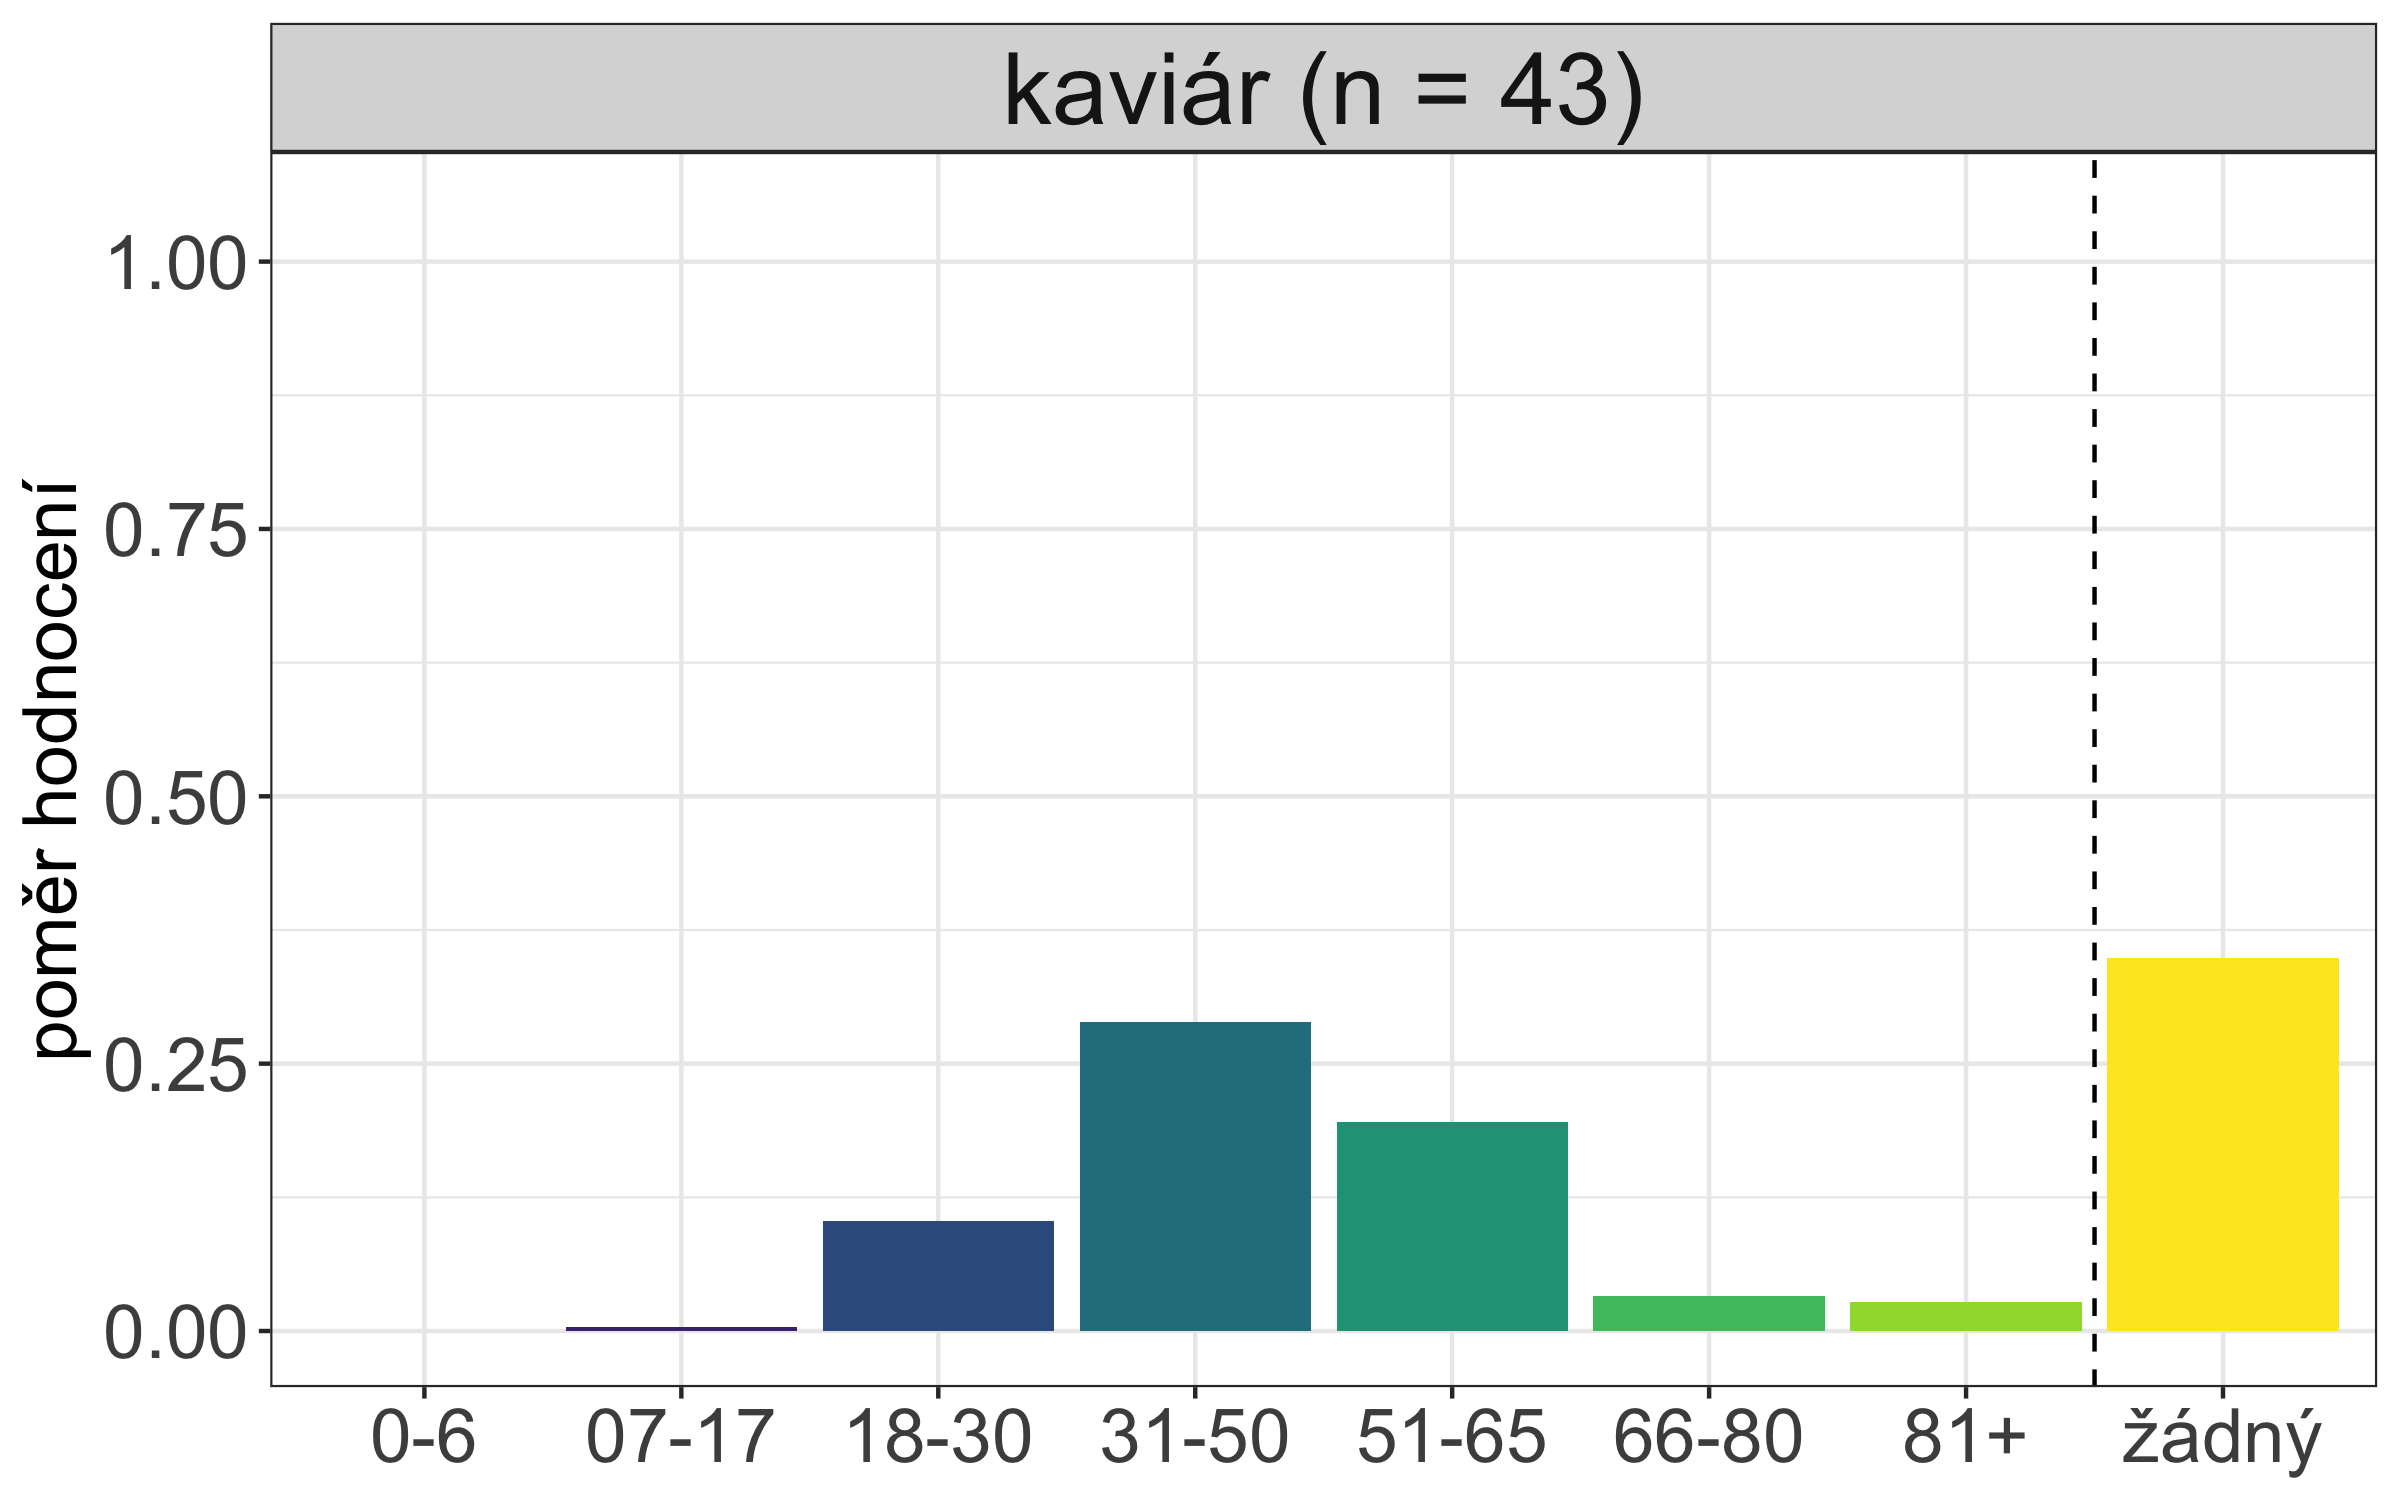 kaviár (n = 43)
poměr hodnocení
1.00
0.75
0.50
0.25
0.00
0-6 07-17 18-30 31-50 51-65 66-80 81+ žádný